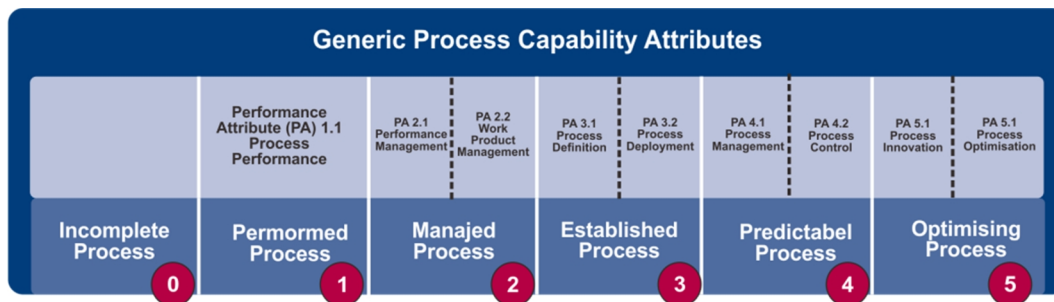 Generic Process Capability Attributes
Performance
Attribute (PA) 1.1
Process
Performance
PA 2.1
Performance
Management
PA 2.2
Work
Product
Management
PA 3.1
Process
Definition
PA 3.2
Process
Deployment
PA 4.1
Process
Management
PA 4.2
Process
Control
PA 5.1
Process
Innovation
PA 5.1
Process
Optimisation
Incomplete
Process
0
Permormed
Process
1
Manajed
Process
2
Established
Process
3
Predictabel
Process
4
Optimising
Process
5